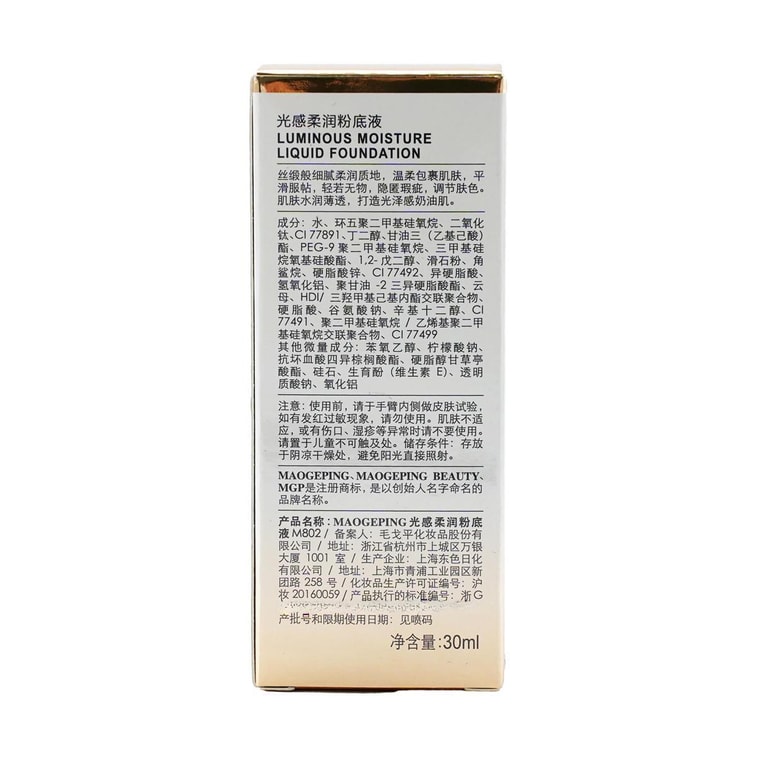 光感柔润粉底液
LUMINOUS MOISTURE
LIQUID FOUNDATION
丝缎般细腻柔润质地，温柔包裹肌肤，平
滑服帖，轻若无物，隐匿瑕疵，调节肤色。
肌肤水润薄透，打造光泽感奶油肌。
成分：水、环五聚二甲基硅氧烷、二氧化
钛、CI 77891、丁二醇、甘油三（乙基己酸）
酯、PEG-9 聚二甲基硅氧烷、三甲基硅
烷氧基硅酸酯、1,2- 戊二醇、滑石粉、角
鲨烷、硬脂酸锌、CI 77492、异硬脂酸、
氢氧化铝、聚甘油 -2 三异硬脂酸酯、云
母、HDI/ 三羟甲基己基内酯交联聚合物、
硬脂酸、谷氨酸钠、辛基十二醇、CI
77491、聚二甲基硅氧烷 / 乙烯基聚二甲
基硅氧烷交联聚合物、CI 77499
其他微量成分：苯氧乙醇、柠檬酸钠、
抗坏血酸四异棕榈酸酯、硬脂醇甘草亭
酸酯、硅石、生育酚（维生素 E）、透明
质酸钠、氧化铝
注意：使用前，请于手臂内侧做皮肤试验，
如有发红过敏现象，请勿使用。肌肤不适
应，或有伤口、湿疹等异常时请不要使用。
请置于儿童不可触及处。储存条件：存放
于阴凉干燥处，避免阳光直接照射。
MAOGEPING、MAOGEPING BEAUTY、
MGP是注册商标，是以创始人名字命名的
品牌名称。
产品名称：MAOGEPING 光感柔润粉底
液 M802 / 备案人：毛戈平化妆品股份有
限公司 / 地址：浙江省杭州市上城区万银
大厦 1001 室 / 生产企业：上海东色日化
有限公司 / 地址：上海市青浦工业园区新
团路 258 号 / 化妆品生产许可证编号：沪
妆 20160059 / 产品执行的标准编号：浙 G
产批号和限期使用日期：见喷码
净含量:30ml